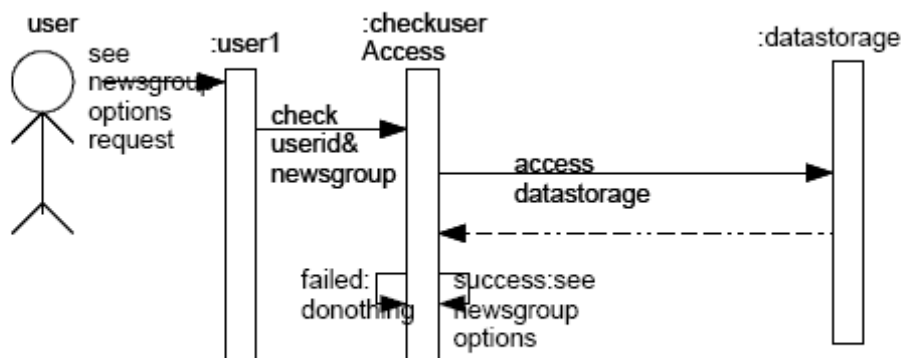 user
see
newsgroup
options
request
:user1
:checkuser
Access
:datastorage
check
userid&
newsgroup
access
datastorage
failed:
donothing
success:see
newsgroup
options